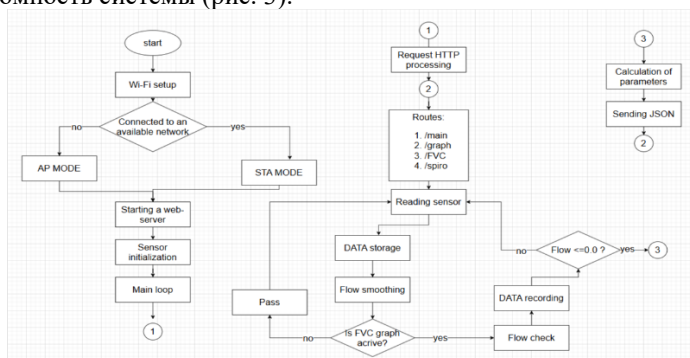 омность системы (рис. 3).
start
Wi-Fi setup
Connected to an
available network
no
yes
AP MODE
STA MODE
Starting a web-
server
Sensor
initialization
Main loop
1
1
Request HTTP
processing
2
Routes:
1. /main
2. /graph
3. /FVC
4. /spiro
Reading sensor
DATA storage
Flow smoothing
Is FVC graph
acrive?
no
yes
Pass
Flow check
DATA recording
Flow <=0.0 ?
no
yes
3
3
Calculation of
parameters
Sending JSON
2